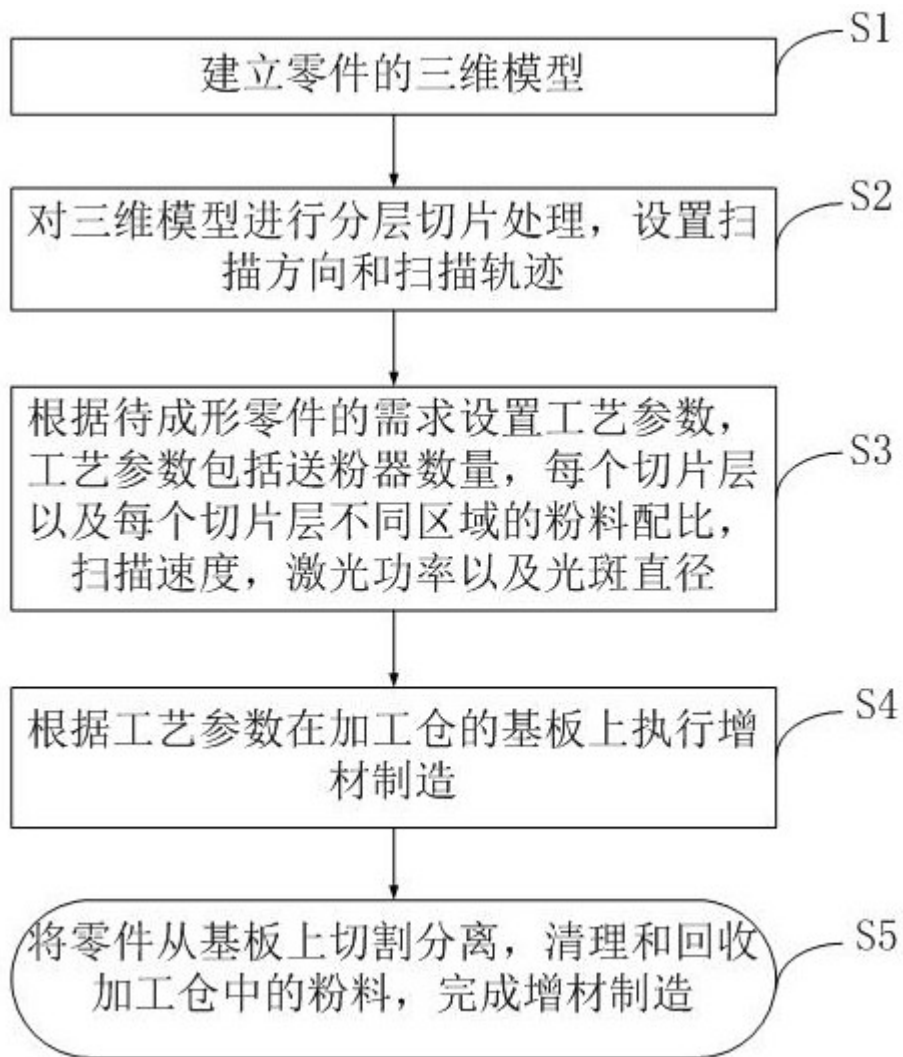 S1
建立零件的三维模型
S2
对三维模型进行分层切片处理，设置扫
描方向和扫描轨迹
根据待成形零件的需求设置工艺参数，
S3
工艺参数包括送粉器数量，每个切片层
以及每个切片层不同区域的粉料配比，
扫描速度，激光功率以及光斑直径
S4
根据工艺参数在加工仓的基板上执行增
材制造
S5
将零件从基板上切割分离，清理和回收
加工仓中的粉料，完成增材制造